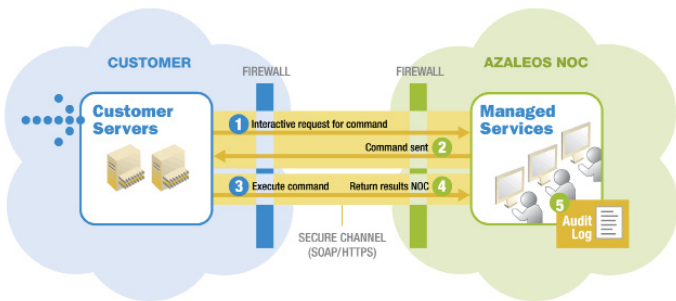 CUSTOMER
AZALEOS NOC
FIREWALL
FIREWALL
Customer
Servers
Managed
Services
1 Interactive request for command
Command sent 2
3 Execute command
Return results NOC 4
5
Audit
Log
SECURE CHANNEL
(SOAP/HTTPS)